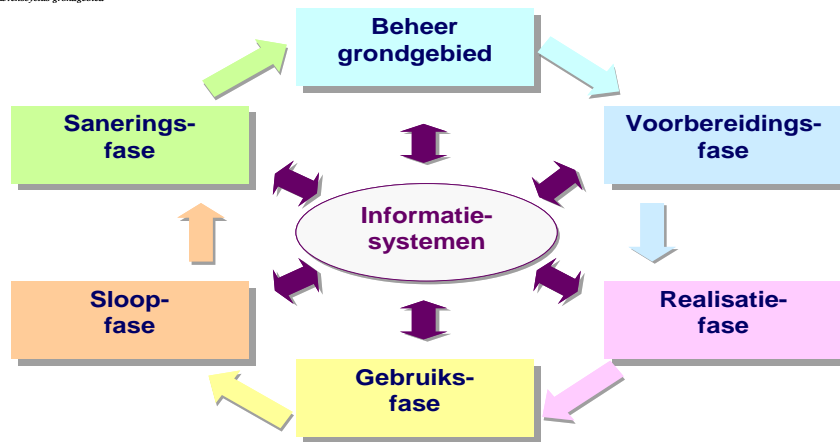 Beheer
grondgebied
Voorbereidings-
fase
Realisatie-
fase
Gebruiks-
fase
Sloop-
fase
Sanerings-
fase
Informatie-
systemen